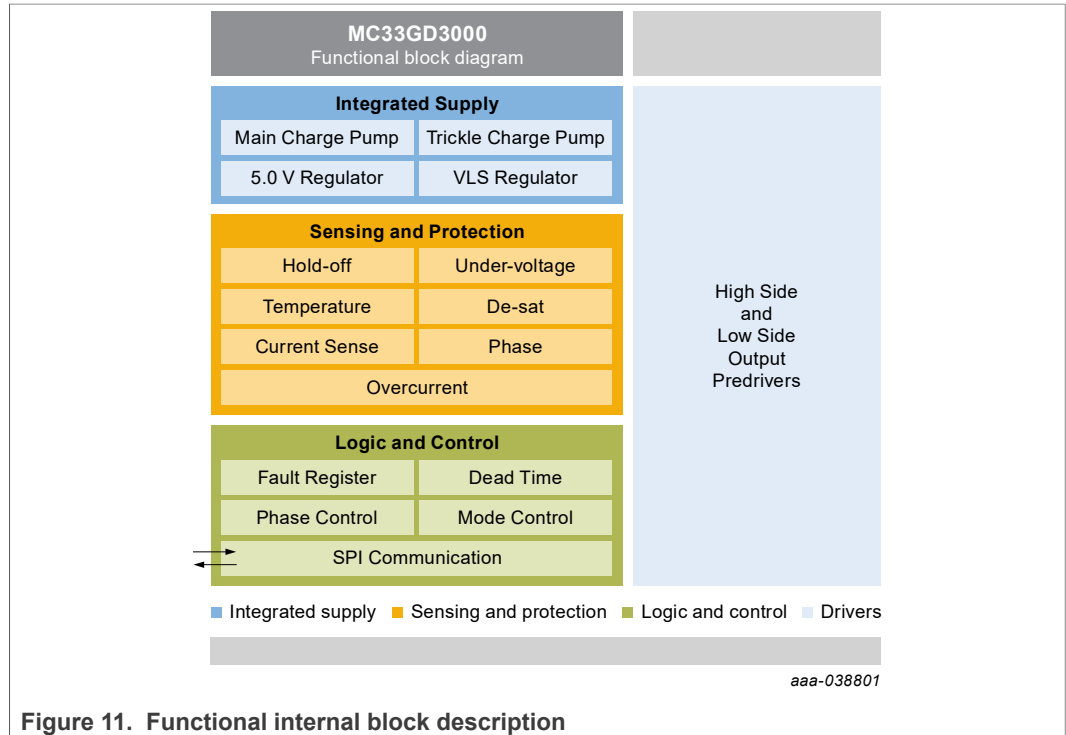 MC33GD3000
Functional block diagram
Integrated Supply
Main Charge Pump
Trickle Charge Pump
5.0 V Regulator
VLS Regulator
Sensing and Protection
Hold-off
Under-voltage
Temperature
De-sat
Current Sense
Phase
Overcurrent
Logic and Control
Fault Register
Dead Time
Phase Control
Mode Control
SPI Communication
High Side
and
Low Side
Output
Predrivers
Integrated supply Sensing and protection Logic and control Drivers
aaa-038801
Figure 11. Functional internal block description